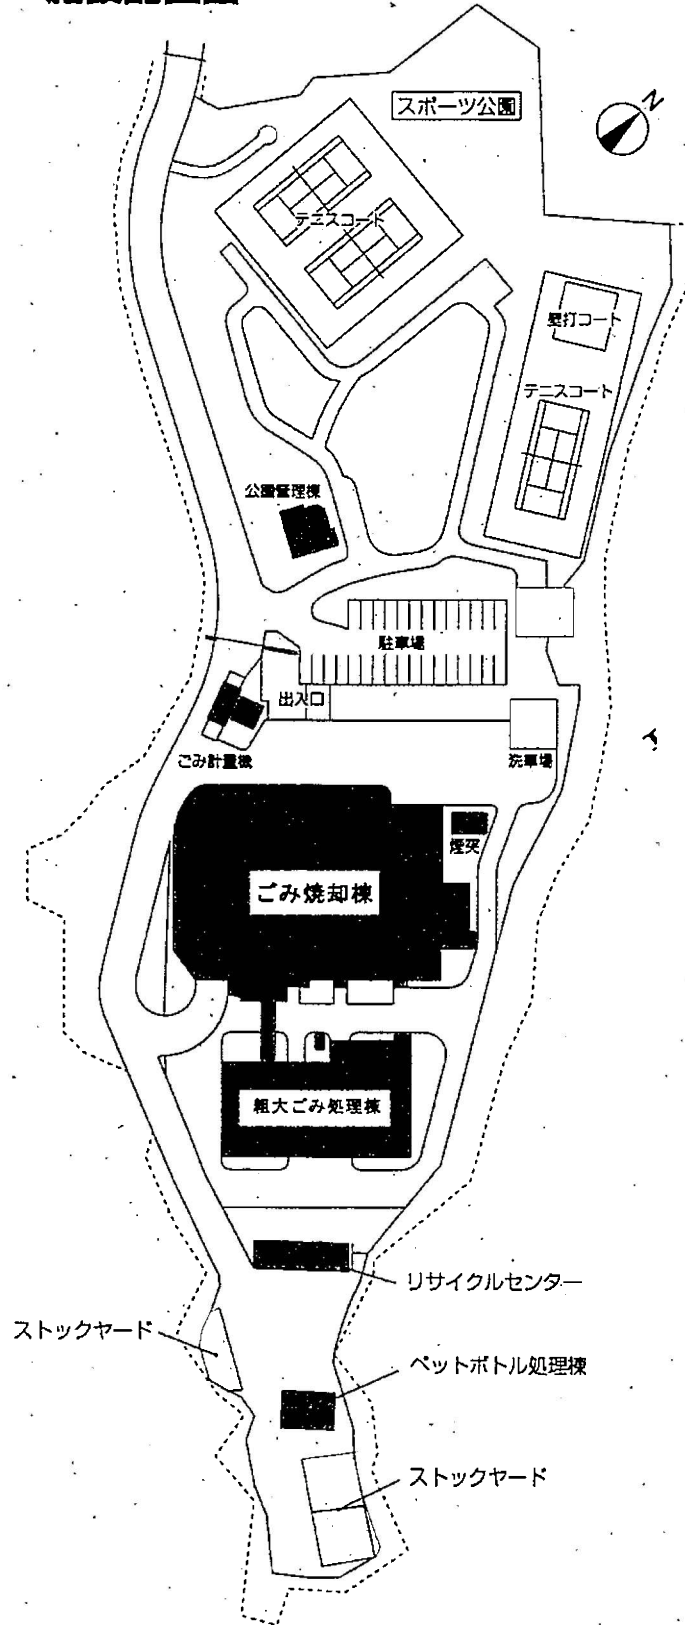 スポーツ公園
N
テニスコート
壁打コート
テニスコート
公園管理棟
駐車場
出入口
ごみ計量機
洗車場
煙突
ごみ焼却棟
粗大ごみ処理棟
リサイクルセンター
ストックヤード
ペットボトル処理棟
ストックヤード